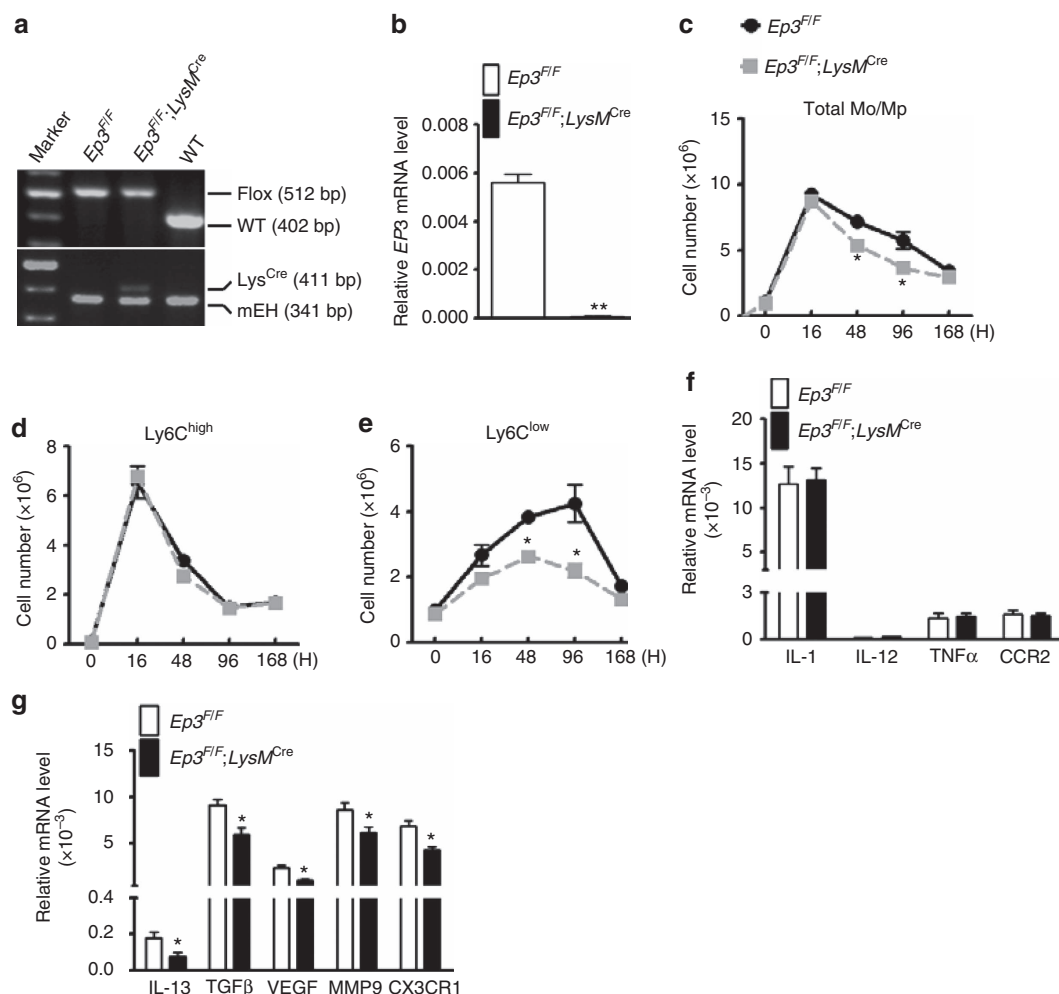 a
Marker
Ep3F/F
Ep3F/F;LysMCre
WT
Flox (512 bp)
WT (402 bp)
LysCre (411 bp)
mEH (341 bp)
b
Ep3F/F
Ep3F/F;LysMCre
Relative EP3 mRNA level
0.008
0.006
0.004
0.002
0.000
**
c
Ep3F/F
Ep3F/F;LysMCre
Total Mo/Mp
Cell number (×106)
15
10
5
0
* *
0 16 48 96 168 (H)
d
Ly6Chigh
Cell number (×106)
8
6
4
2
0
0 16 48 96 168 (H)
e
Ly6Clow
Cell number (×106)
6
4
2
0
* *
0 16 48 96 168 (H)
f
Ep3F/F
Ep3F/F;LysMCre
Relative mRNA level
(×10−3)
20
15
10
5
3
0
IL-1 IL-12 TNFα CCR2
g
Ep3F/F
Ep3F/F;LysMCre
Relative mRNA level
(×10−3)
15
10
5
0.4
0.2
0.0
* * * * *
IL-13 TGFβ VEGF MMP9 CX3CR1